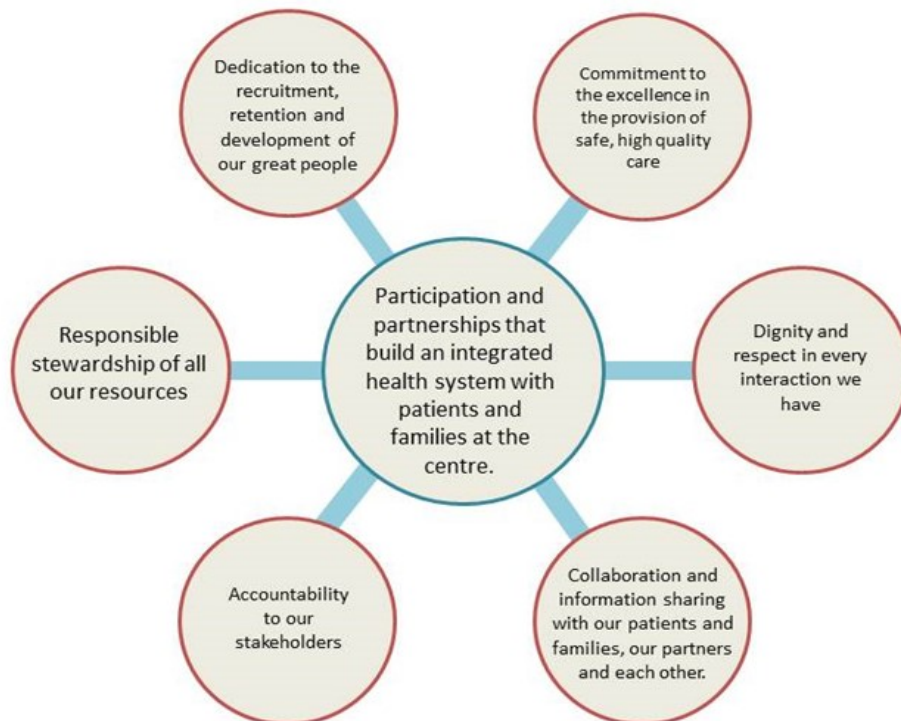 Dedication to the
recruitment,
retention and
development of
our great people
Commitment to
the excellence in
the provision of
safe, high quality
care
Responsible
stewardship of all
our resources
Participation and
partnerships that
build an integrated
health system with
patients and
families at the
centre.
Dignity and
respect in every
interaction we
have
Accountability
to our
stakeholders
Collaboration and
information sharing
with our patients and
families, our partners
and each other.